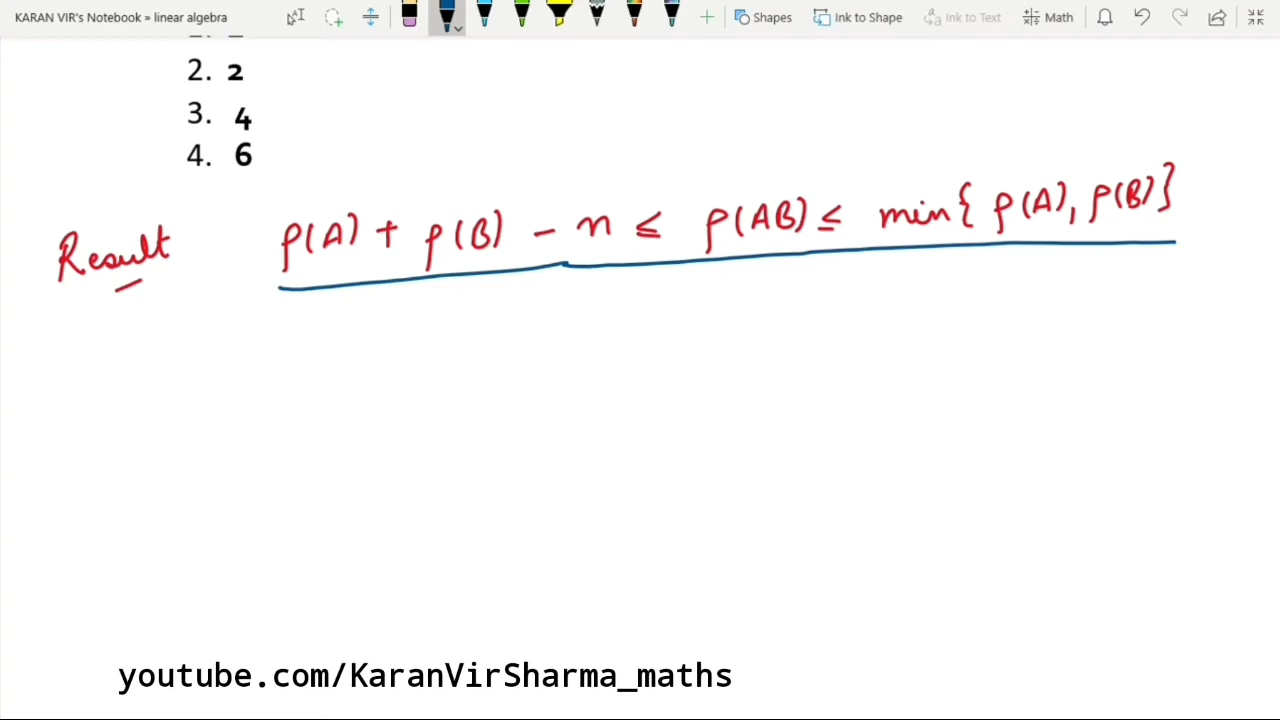 KARAN VIR's Notebook » linear algebra
Shapes
Ink to Shape
Ink to Text
Math
2. 2
3. 4
4. 6
Result ρ(A) + ρ(B) - n ≤ ρ(AB) ≤ min{ ρ(A), ρ(B)}
youtube.com/KaranVirSharma_maths